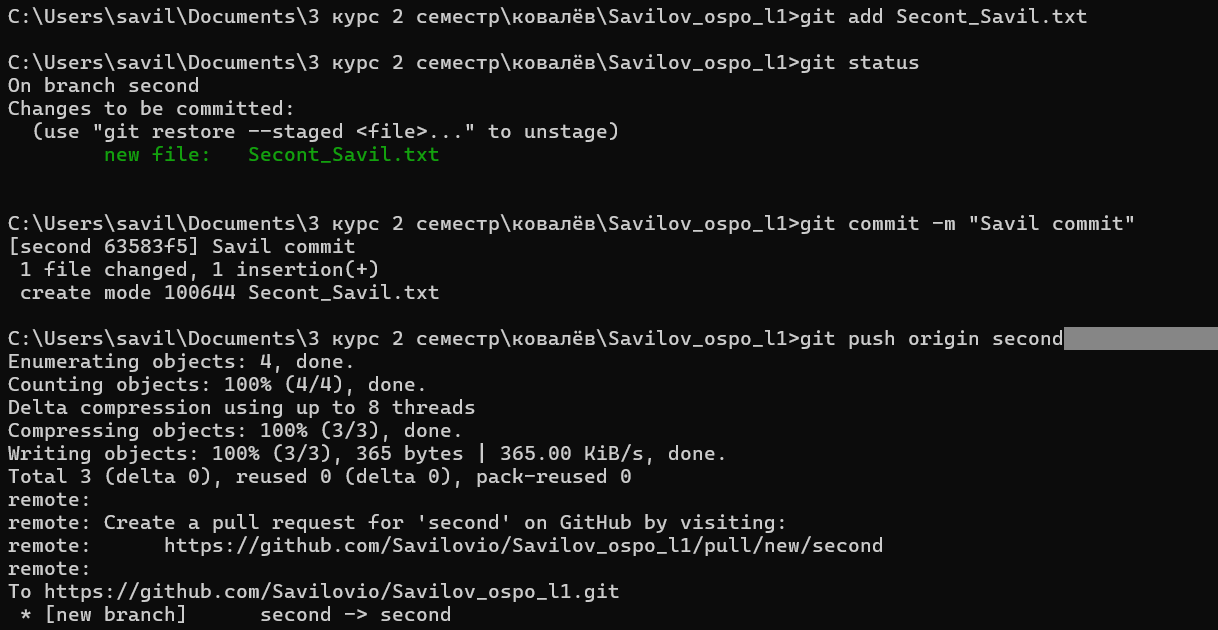 C:\Users\savil\Documents\3 курс 2 семестр\ковалёв\Savilov_ospo_l1>git add Secont_Savil.txt
C:\Users\savil\Documents\3 курс 2 семестр\ковалёв\Savilov_ospo_l1>git status
On branch second
Changes to be committed:
  (use "git restore --staged <file>..." to unstage)
        new file:   Secont_Savil.txt
C:\Users\savil\Documents\3 курс 2 семестр\ковалёв\Savilov_ospo_l1>git commit -m "Savil commit"
[second 63583f5] Savil commit
 1 file changed, 1 insertion(+)
 create mode 100644 Secont_Savil.txt
C:\Users\savil\Documents\3 курс 2 семестр\ковалёв\Savilov_ospo_l1>git push origin second
Enumerating objects: 4, done.
Counting objects: 100% (4/4), done.
Delta compression using up to 8 threads
Compressing objects: 100% (3/3), done.
Writing objects: 100% (3/3), 365 bytes | 365.00 KiB/s, done.
Total 3 (delta 0), reused 0 (delta 0), pack-reused 0
remote:
remote: Create a pull request for 'second' on GitHub by visiting:
remote:      https://github.com/Savilovio/Savilov_ospo_l1/pull/new/second
remote:
To https://github.com/Savilovio/Savilov_ospo_l1.git
 * [new branch]      second -> second